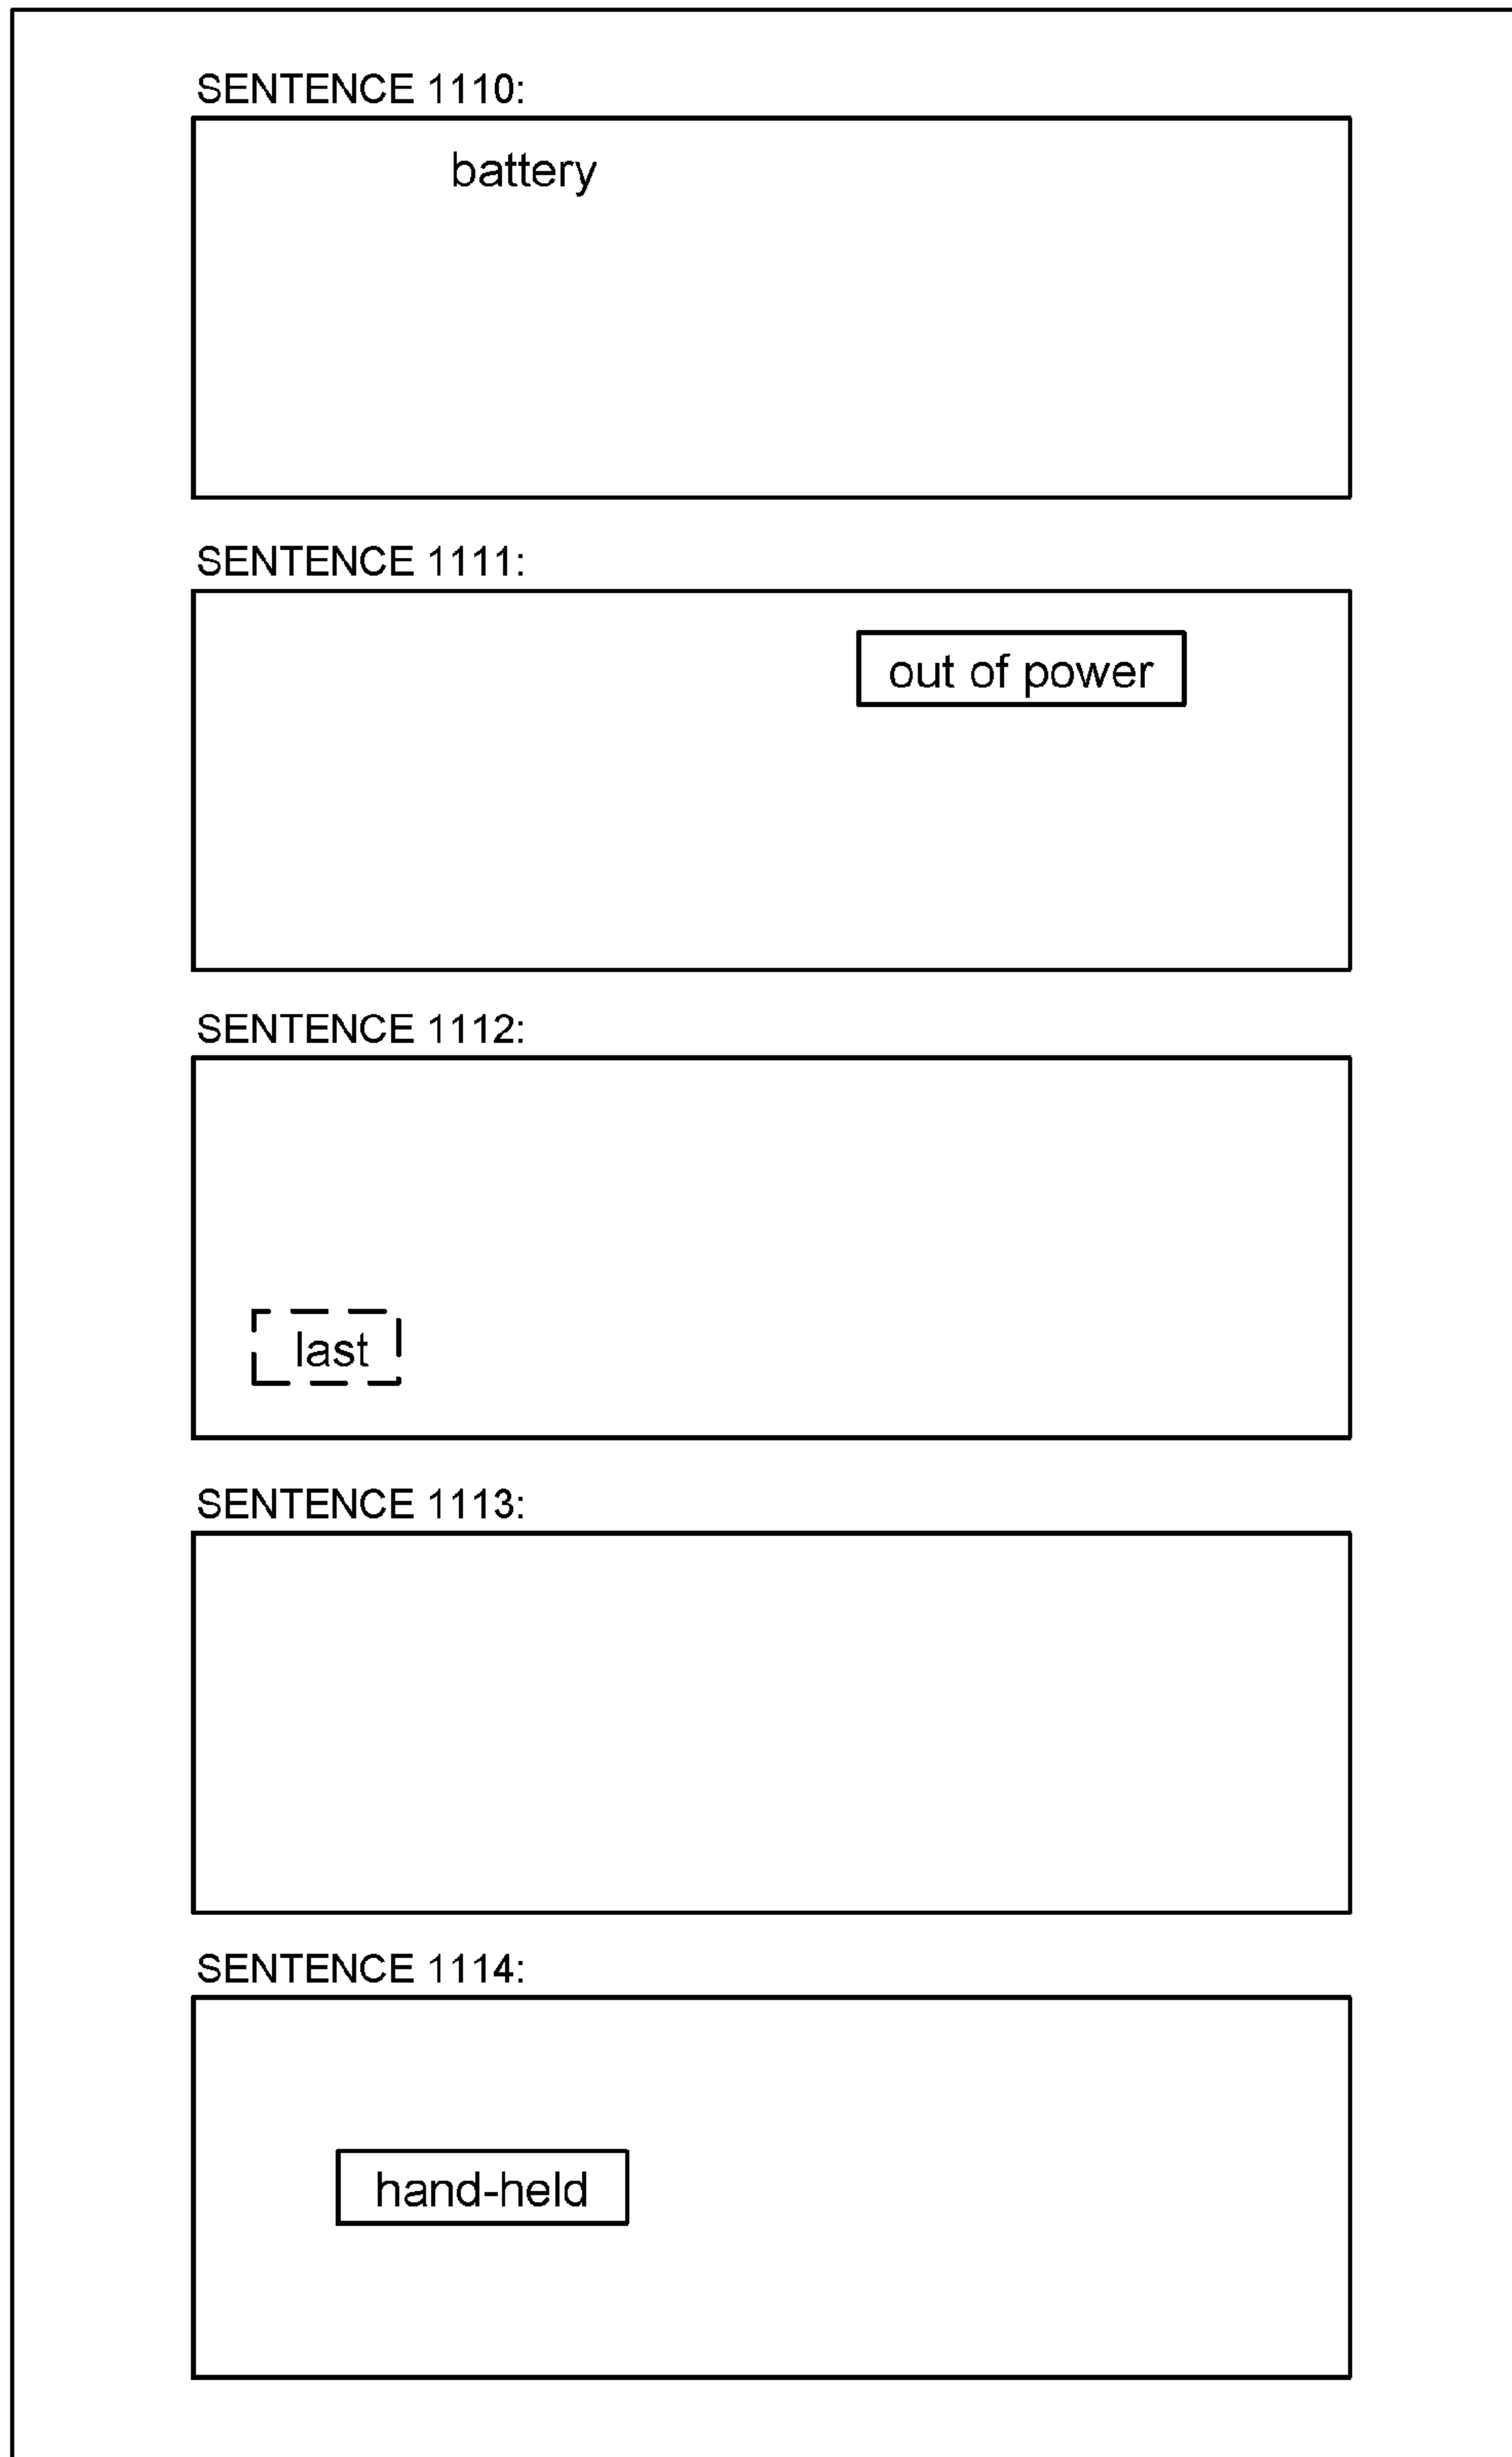 SENTENCE 1110:
battery
SENTENCE 1111:
out of power
SENTENCE 1112:
last
SENTENCE 1113:
SENTENCE 1114:
hand-held